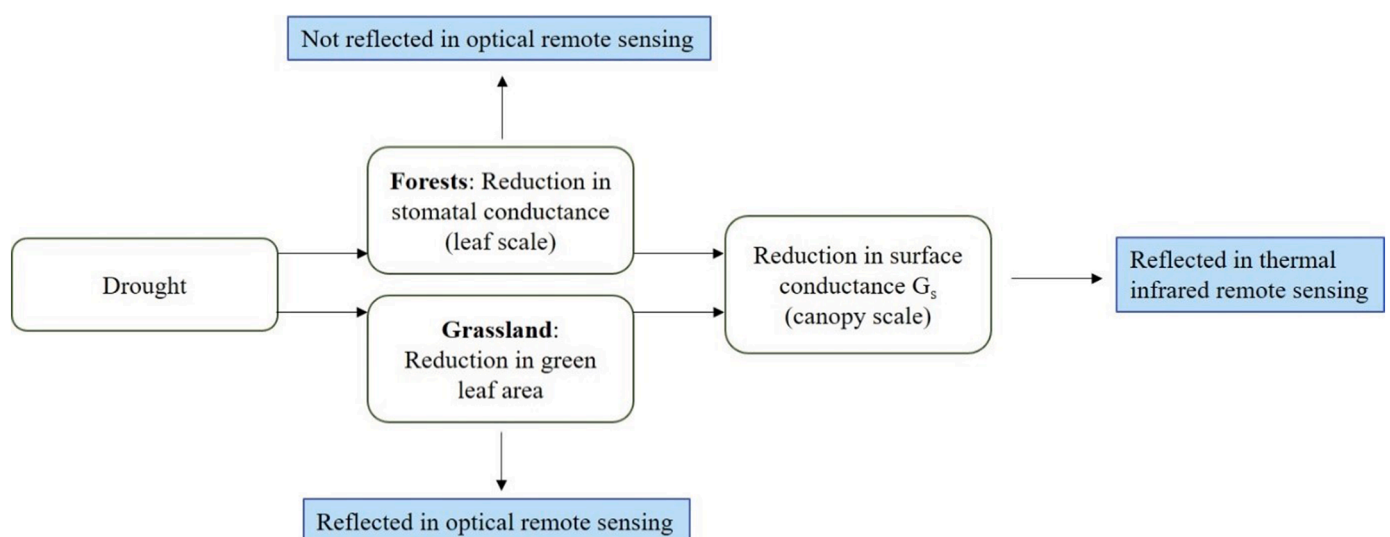 Not reflected in optical remote sensing
Forests: Reduction in
stomatal conductance
(leaf scale)
Drought
Grassland:
Reduction in green
leaf area
Reduction in surface
conductance Gs
(canopy scale)
Reflected in thermal
infrared remote sensing
Reflected in optical remote sensing